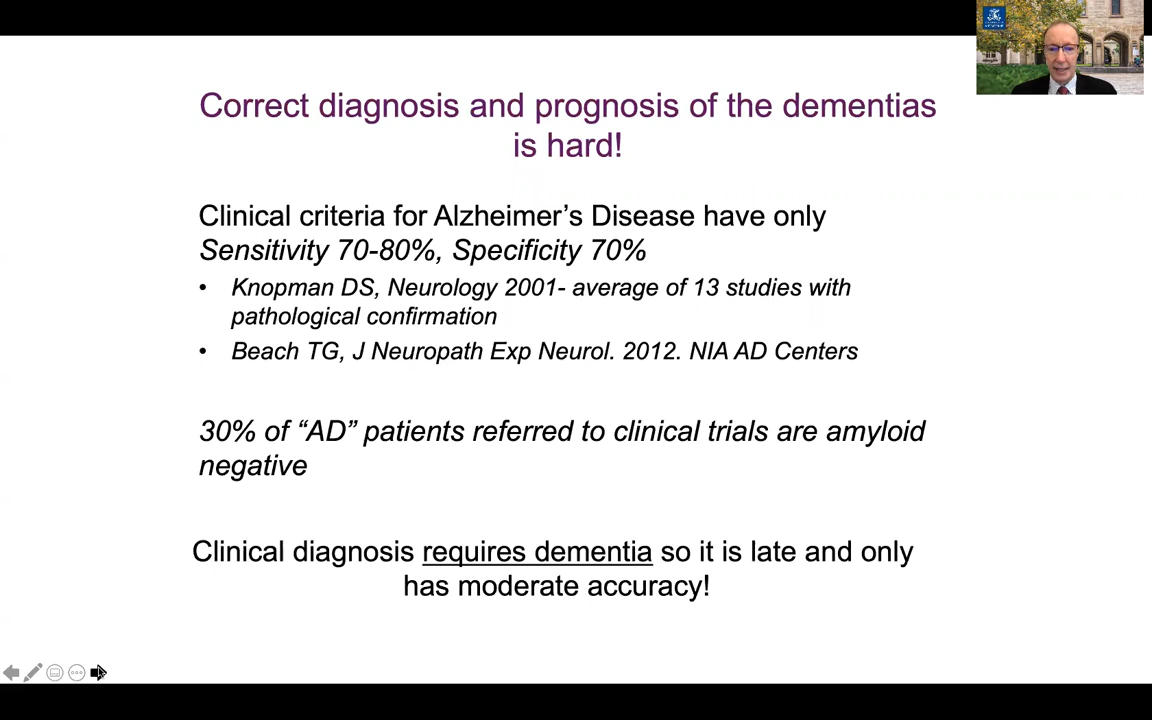 Correct diagnosis and prognosis of the dementias
is hard!
Clinical criteria for Alzheimer's Disease have only
Sensitivity 70-80%, Specificity 70%
• Knopman DS, Neurology 2001- average of 13 studies with
pathological confirmation
• Beach TG, J Neuropath Exp Neurol. 2012. NIA AD Centers
30% of “AD” patients referred to clinical trials are amyloid
negative
Clinical diagnosis requires dementia so it is late and only
has moderate accuracy!